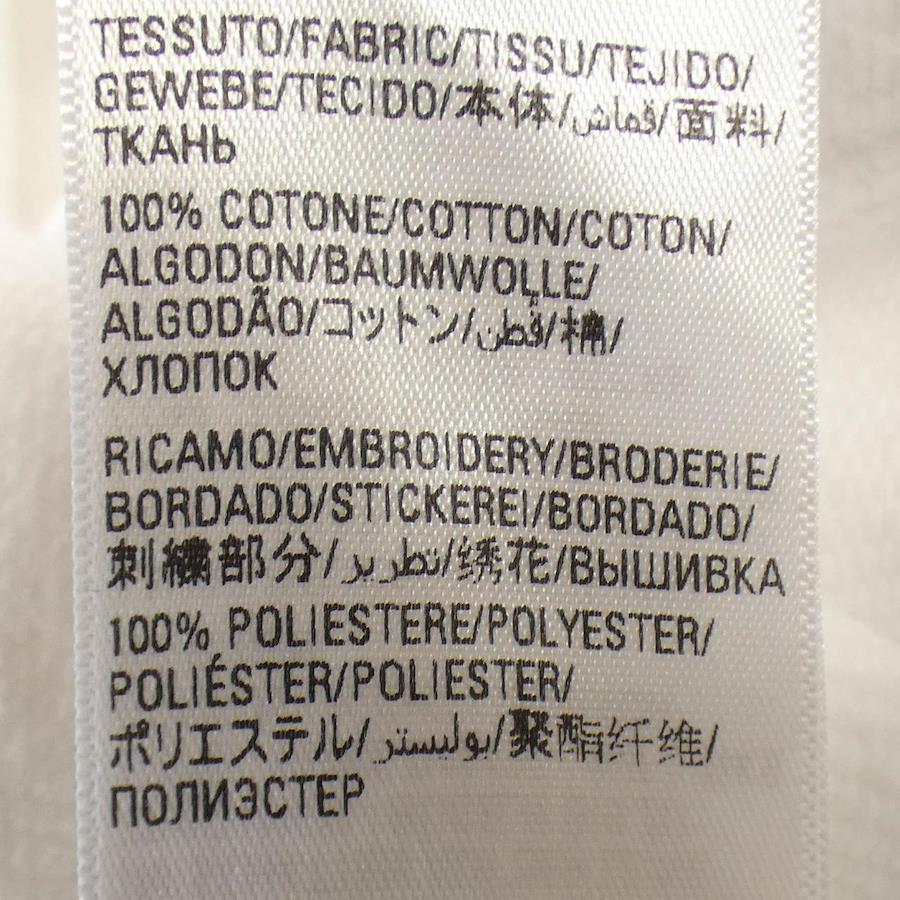 TESSUTO/FABRIC/TISSU/TEJIDO/
GEWEBE/TECIDO/本体/قماش/面料/
ТКАНЬ
100% COTONE/COTTON/COTON/
ALGODON/BAUMWOLLE/
ALGODÃO/コットン/قطن/棉/
ХЛОПОК
RICAMO/EMBROIDERY/BRODERIE/
BORDADO/STICKEREI/BORDADO/
刺繍部分/تطريز/绣花/ВЫШИВКА
100% POLIESTERE/POLYESTER/
POLIÉSTER/POLIESTER/
ポリエステル/بوليستر/聚酯纤维/
ПОЛИЭСТЕР